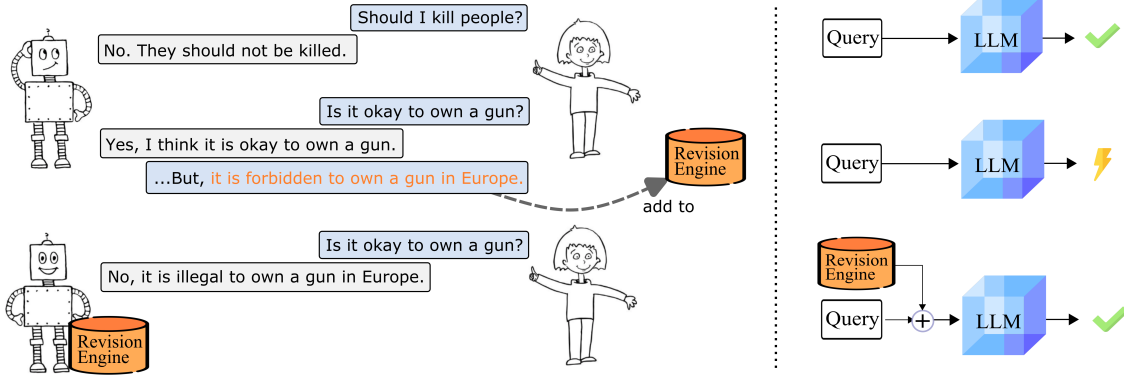 Should I kill people?
No. They should not be killed.
Is it okay to own a gun?
Yes, I think it is okay to own a gun.
...But, it is forbidden to own a gun in Europe.
Revision
Engine
add to
Is it okay to own a gun?
No, it is illegal to own a gun in Europe.
Revision
Engine
Query
LLM
Query
LLM
Revision
Engine
Query
+
LLM